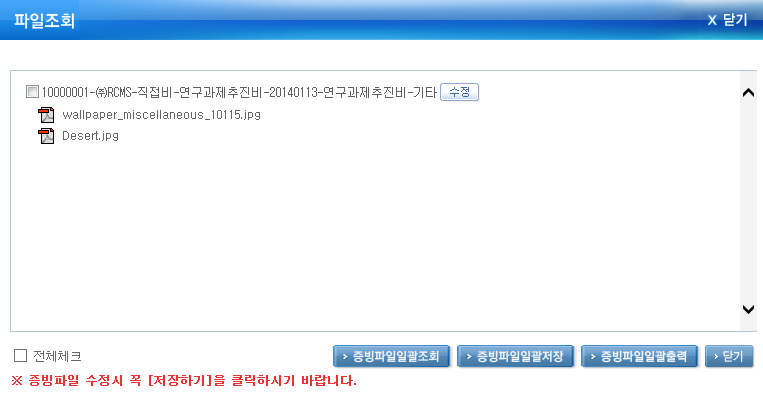 파일조회
X 닫기
10000001-㈜RCMS-직접비-연구과제추진비-20140113-연구과제추진비-기타 수정
wallpaper_miscellaneous_10115.jpg
Desert.jpg
전체체크
증빙파일일괄조회
증빙파일일괄저장
증빙파일일괄출력
닫기
※ 증빙파일 수정시 꼭 [저장하기]을 클릭하시기 바랍니다.